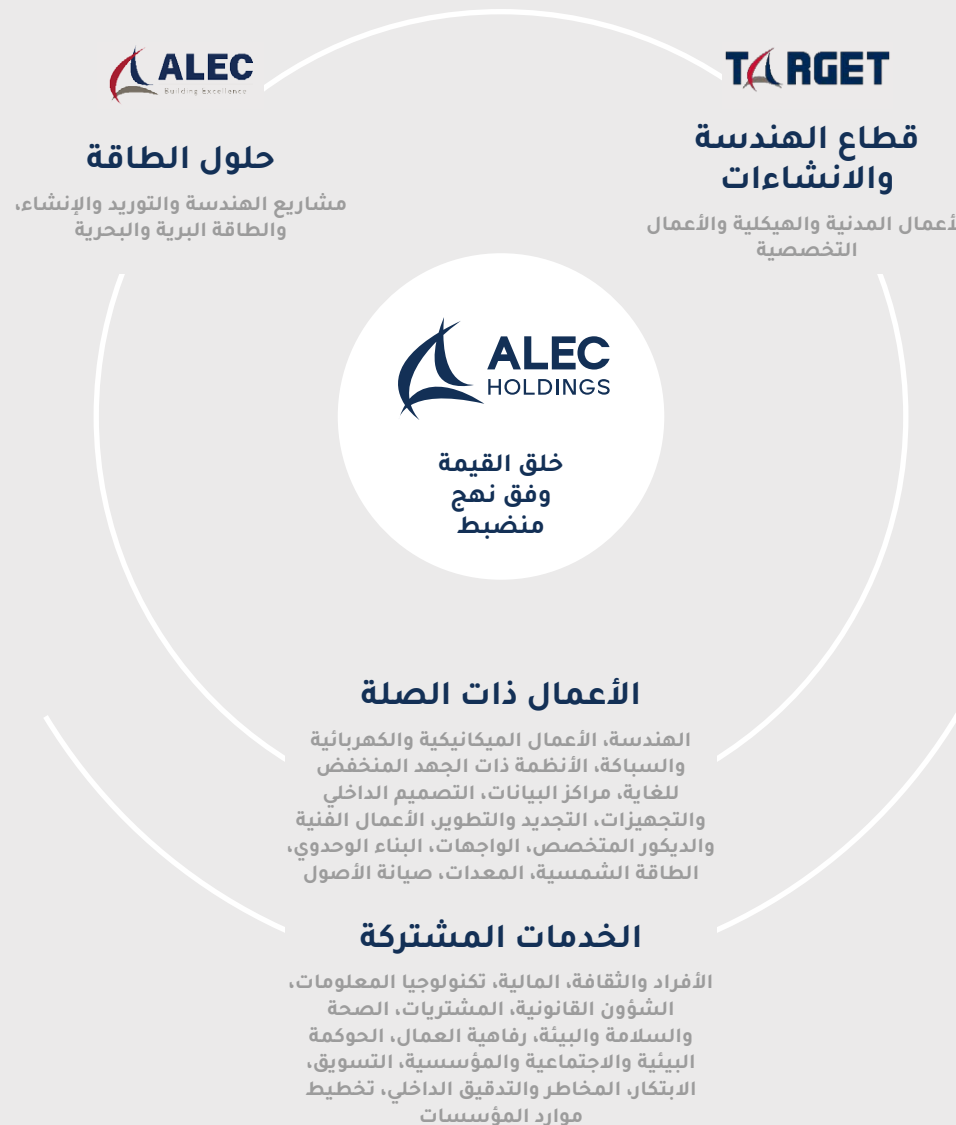 TARGET
قطاع الهندسة
والانشاءات
لأعمال المدنية والهيكلية والأعمال
التخصصية
ALEC
Building Excellence
حلول الطاقة
مشاريع الهندسة والتوريد والإنشاء،
والطاقة البرية والبحرية
ALEC
HOLDINGS
خلق القيمة
وفق نهج
منضبط
الأعمال ذات الصلة
الهندسة، الأعمال الميكانيكية والكهربائية
والسباكة، الأنظمة ذات الجهد المنخفض
للغاية، مراكز البيانات، التصميم الداخلي
والتجهيزات، التجديد والتطوير، الأعمال الفنية
والديكور المتخصص، الواجهات، البناء الوحدوي،
الطاقة الشمسية، المعدات، صيانة الأصول
الخدمات المشتركة
الأفراد والثقافة، المالية، تكنولوجيا المعلومات،
الشؤون القانونية، المشتريات، الصحة
والسلامة والبيئة، رفاهية العمال، الحوكمة
البيئية والاجتماعية والمؤسسية، التسويق،
الابتكار، المخاطر والتدقيق الداخلي، تخطيط
موارد المؤسسات